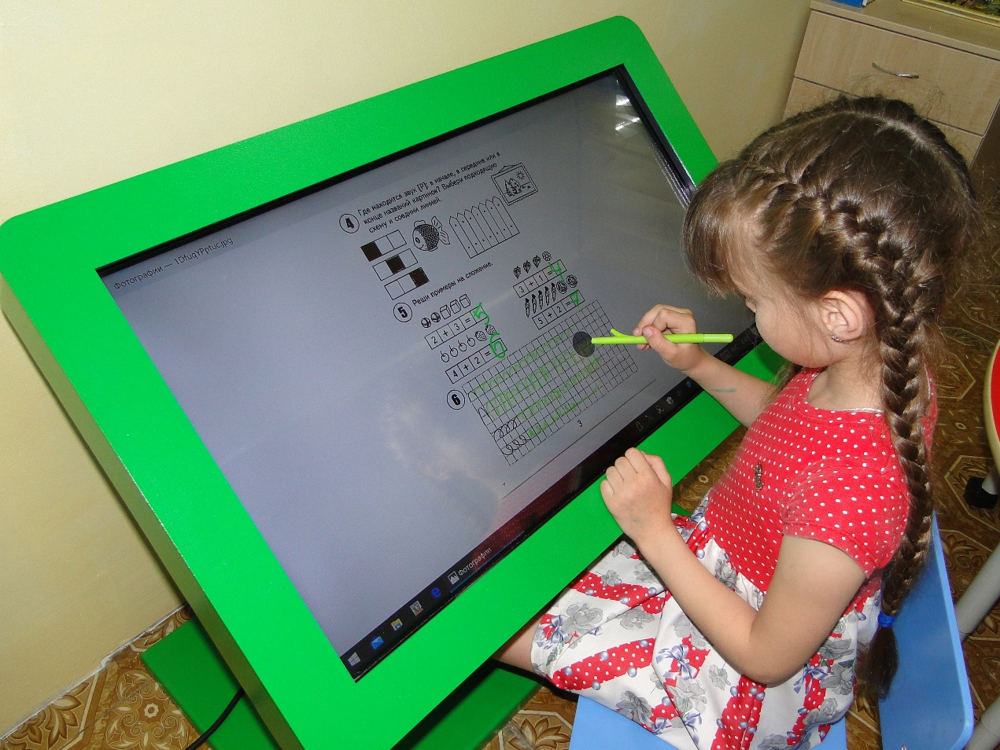 Фотографии — 1DfuqYPptuc.jpg
4 Где находится звук [Р]: в начале, в середине или в
конце названий картинок? Выбери подходящую
схему и соедини линией.
5 Реши примеры на сложение.
2 + 3 = 5
3 + 1 = 4
4 + 2 = 6
5 + 2 = 7
6
3
Фотографии